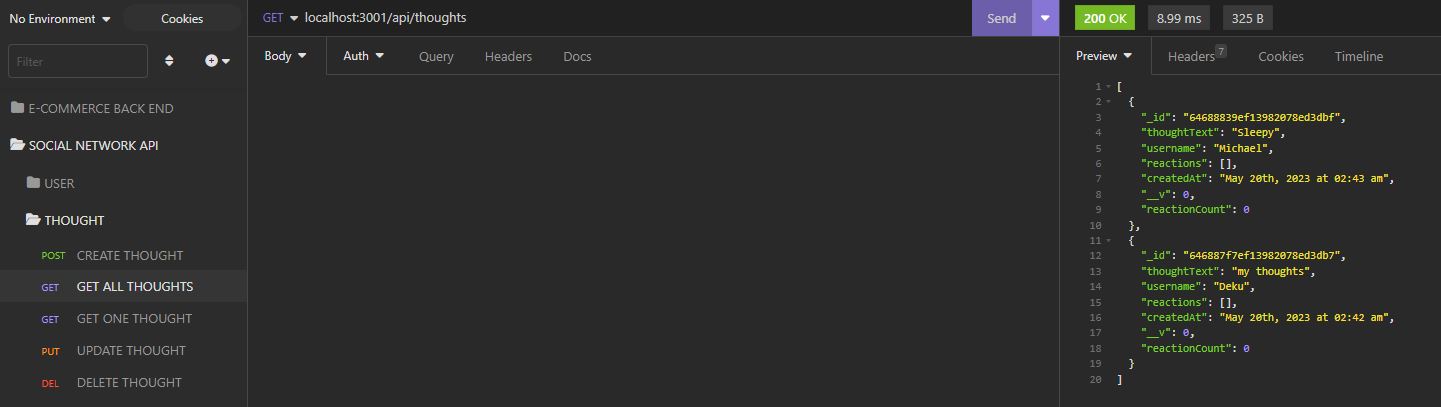 No Environment Cookies
Filter
E-COMMERCE BACK END
SOCIAL NETWORK API
USER
THOUGHT
POST CREATE THOUGHT
GET GET ALL THOUGHTS
GET GET ONE THOUGHT
PUT UPDATE THOUGHT
DEL DELETE THOUGHT
GET localhost:3001/api/thoughts Send
Body Auth Query Headers Docs
200 OK 8.99 ms 325 B
Preview Headers 7 Cookies Timeline
1 [
2 {
3 "_id": "64688839ef13982078ed3dbf",
4 "thoughtText": "Sleepy",
5 "username": "Michael",
6 "reactions": [],
7 "createdAt": "May 20th, 2023 at 02:43 am",
8 "__v": 0,
9 "reactionCount": 0
10 },
11 {
12 "_id": "646887f7ef13982078ed3db7",
13 "thoughtText": "my thoughts",
14 "username": "Deku",
15 "reactions": [],
16 "createdAt": "May 20th, 2023 at 02:42 am",
17 "__v": 0,
18 "reactionCount": 0
19 }
20 ]